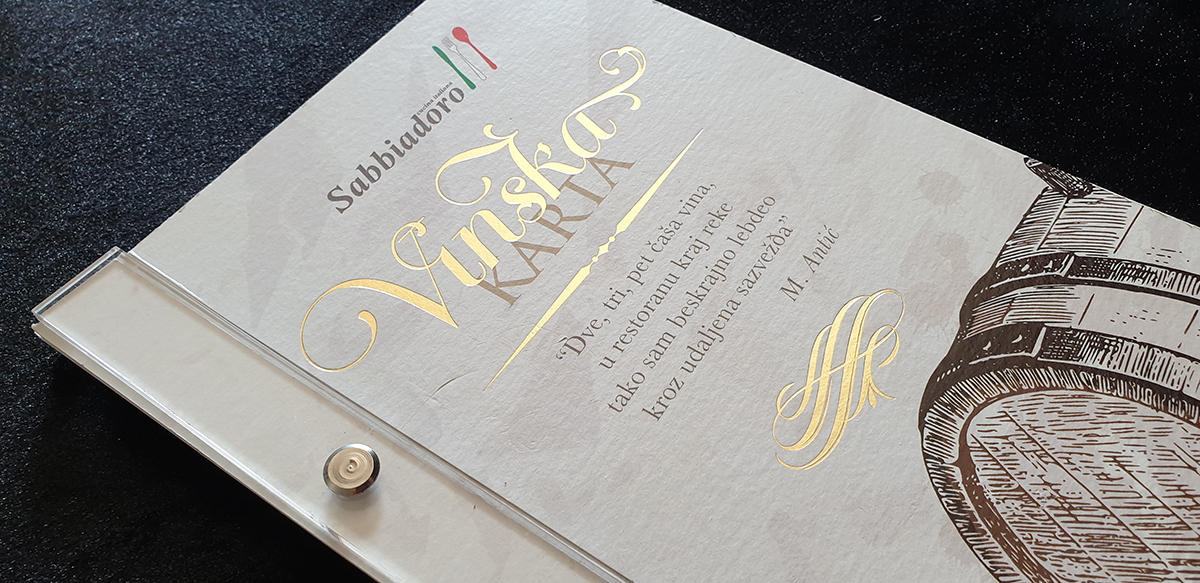 Sabbiadoro
cucina italiana
Vinska
KARTA
“Dve, tri, pet čaša vina,
u restoranu kraj reke
tako sam beskrajno lebdeo
kroz udaljena sazvežđa”
M. Antić